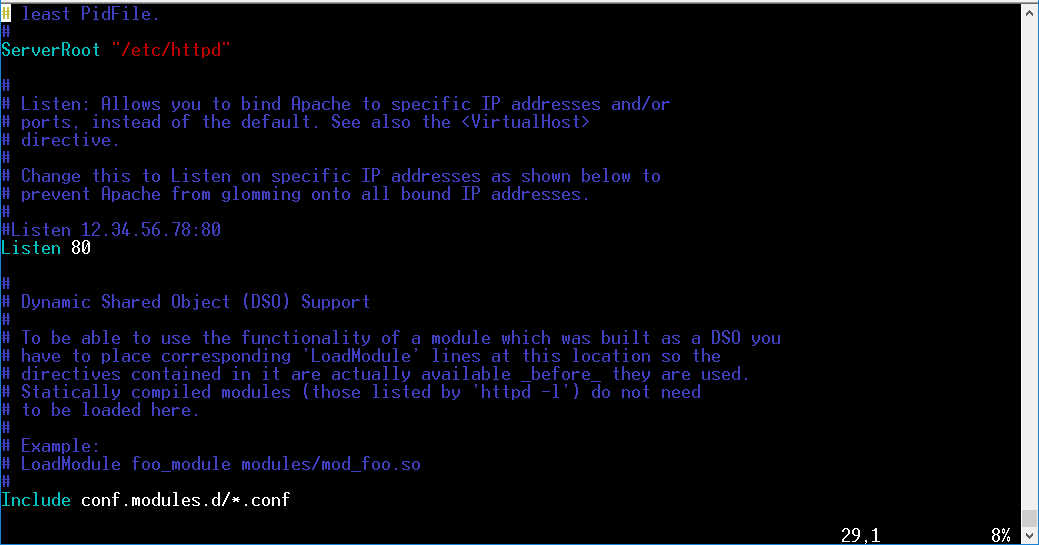 # least PidFile.
#
ServerRoot "/etc/httpd"
#
# Listen: Allows you to bind Apache to specific IP addresses and/or
# ports, instead of the default. See also the <VirtualHost>
# directive.
#
# Change this to Listen on specific IP addresses as shown below to
# prevent Apache from glomming onto all bound IP addresses.
#
#Listen 12.34.56.78:80
Listen 80
#
# Dynamic Shared Object (DSO) Support
#
# To be able to use the functionality of a module which was built as a DSO you
# have to place corresponding 'LoadModule' lines at this location so the
# directives contained in it are actually available _before_ they are used.
# Statically compiled modules (those listed by 'httpd -l') do not need
# to be loaded here.
#
# Example:
# LoadModule foo_module modules/mod_foo.so
#
Include conf.modules.d/*.conf
29,1 8%